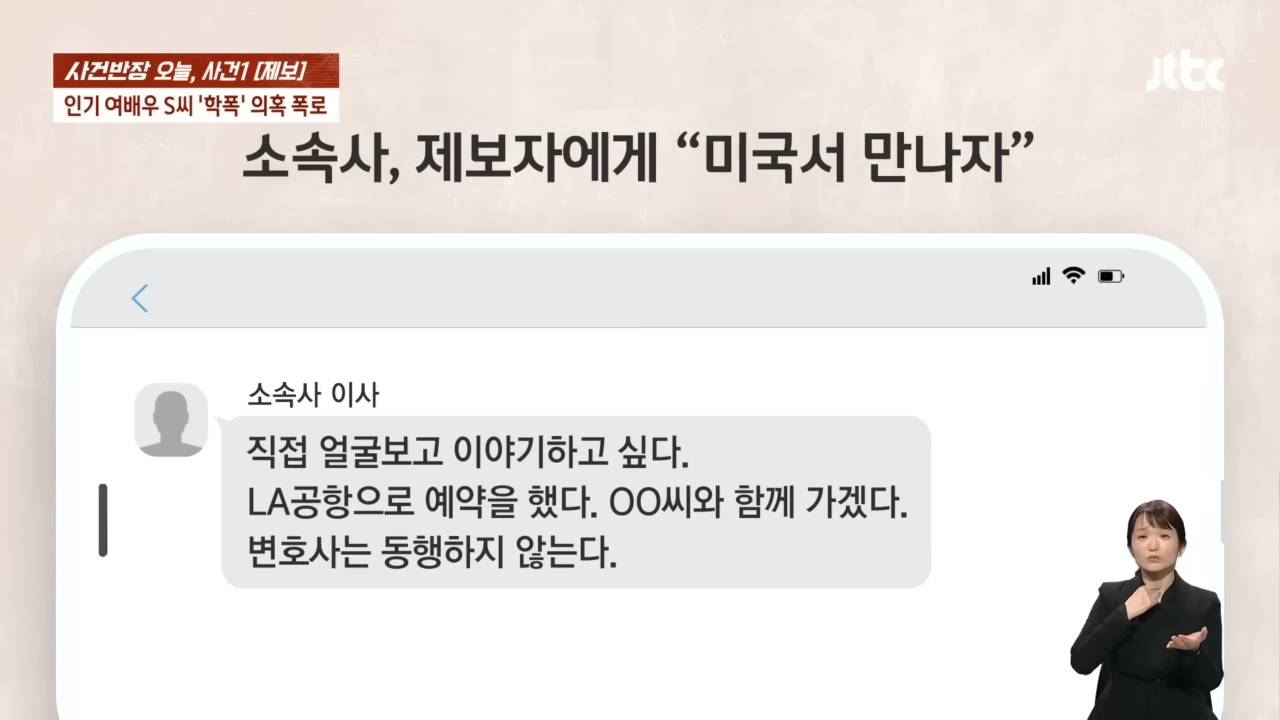 사건반장 오늘, 사건1 [제보]
인기 여배우 S씨 '학폭' 의혹 폭로
jtbc
소속사, 제보자에게 “미국서 만나자”
소속사 이사
직접 얼굴보고 이야기하고 싶다.
LA공항으로 예약을 했다. OO씨와 함께 가겠다.
변호사는 동행하지 않는다.